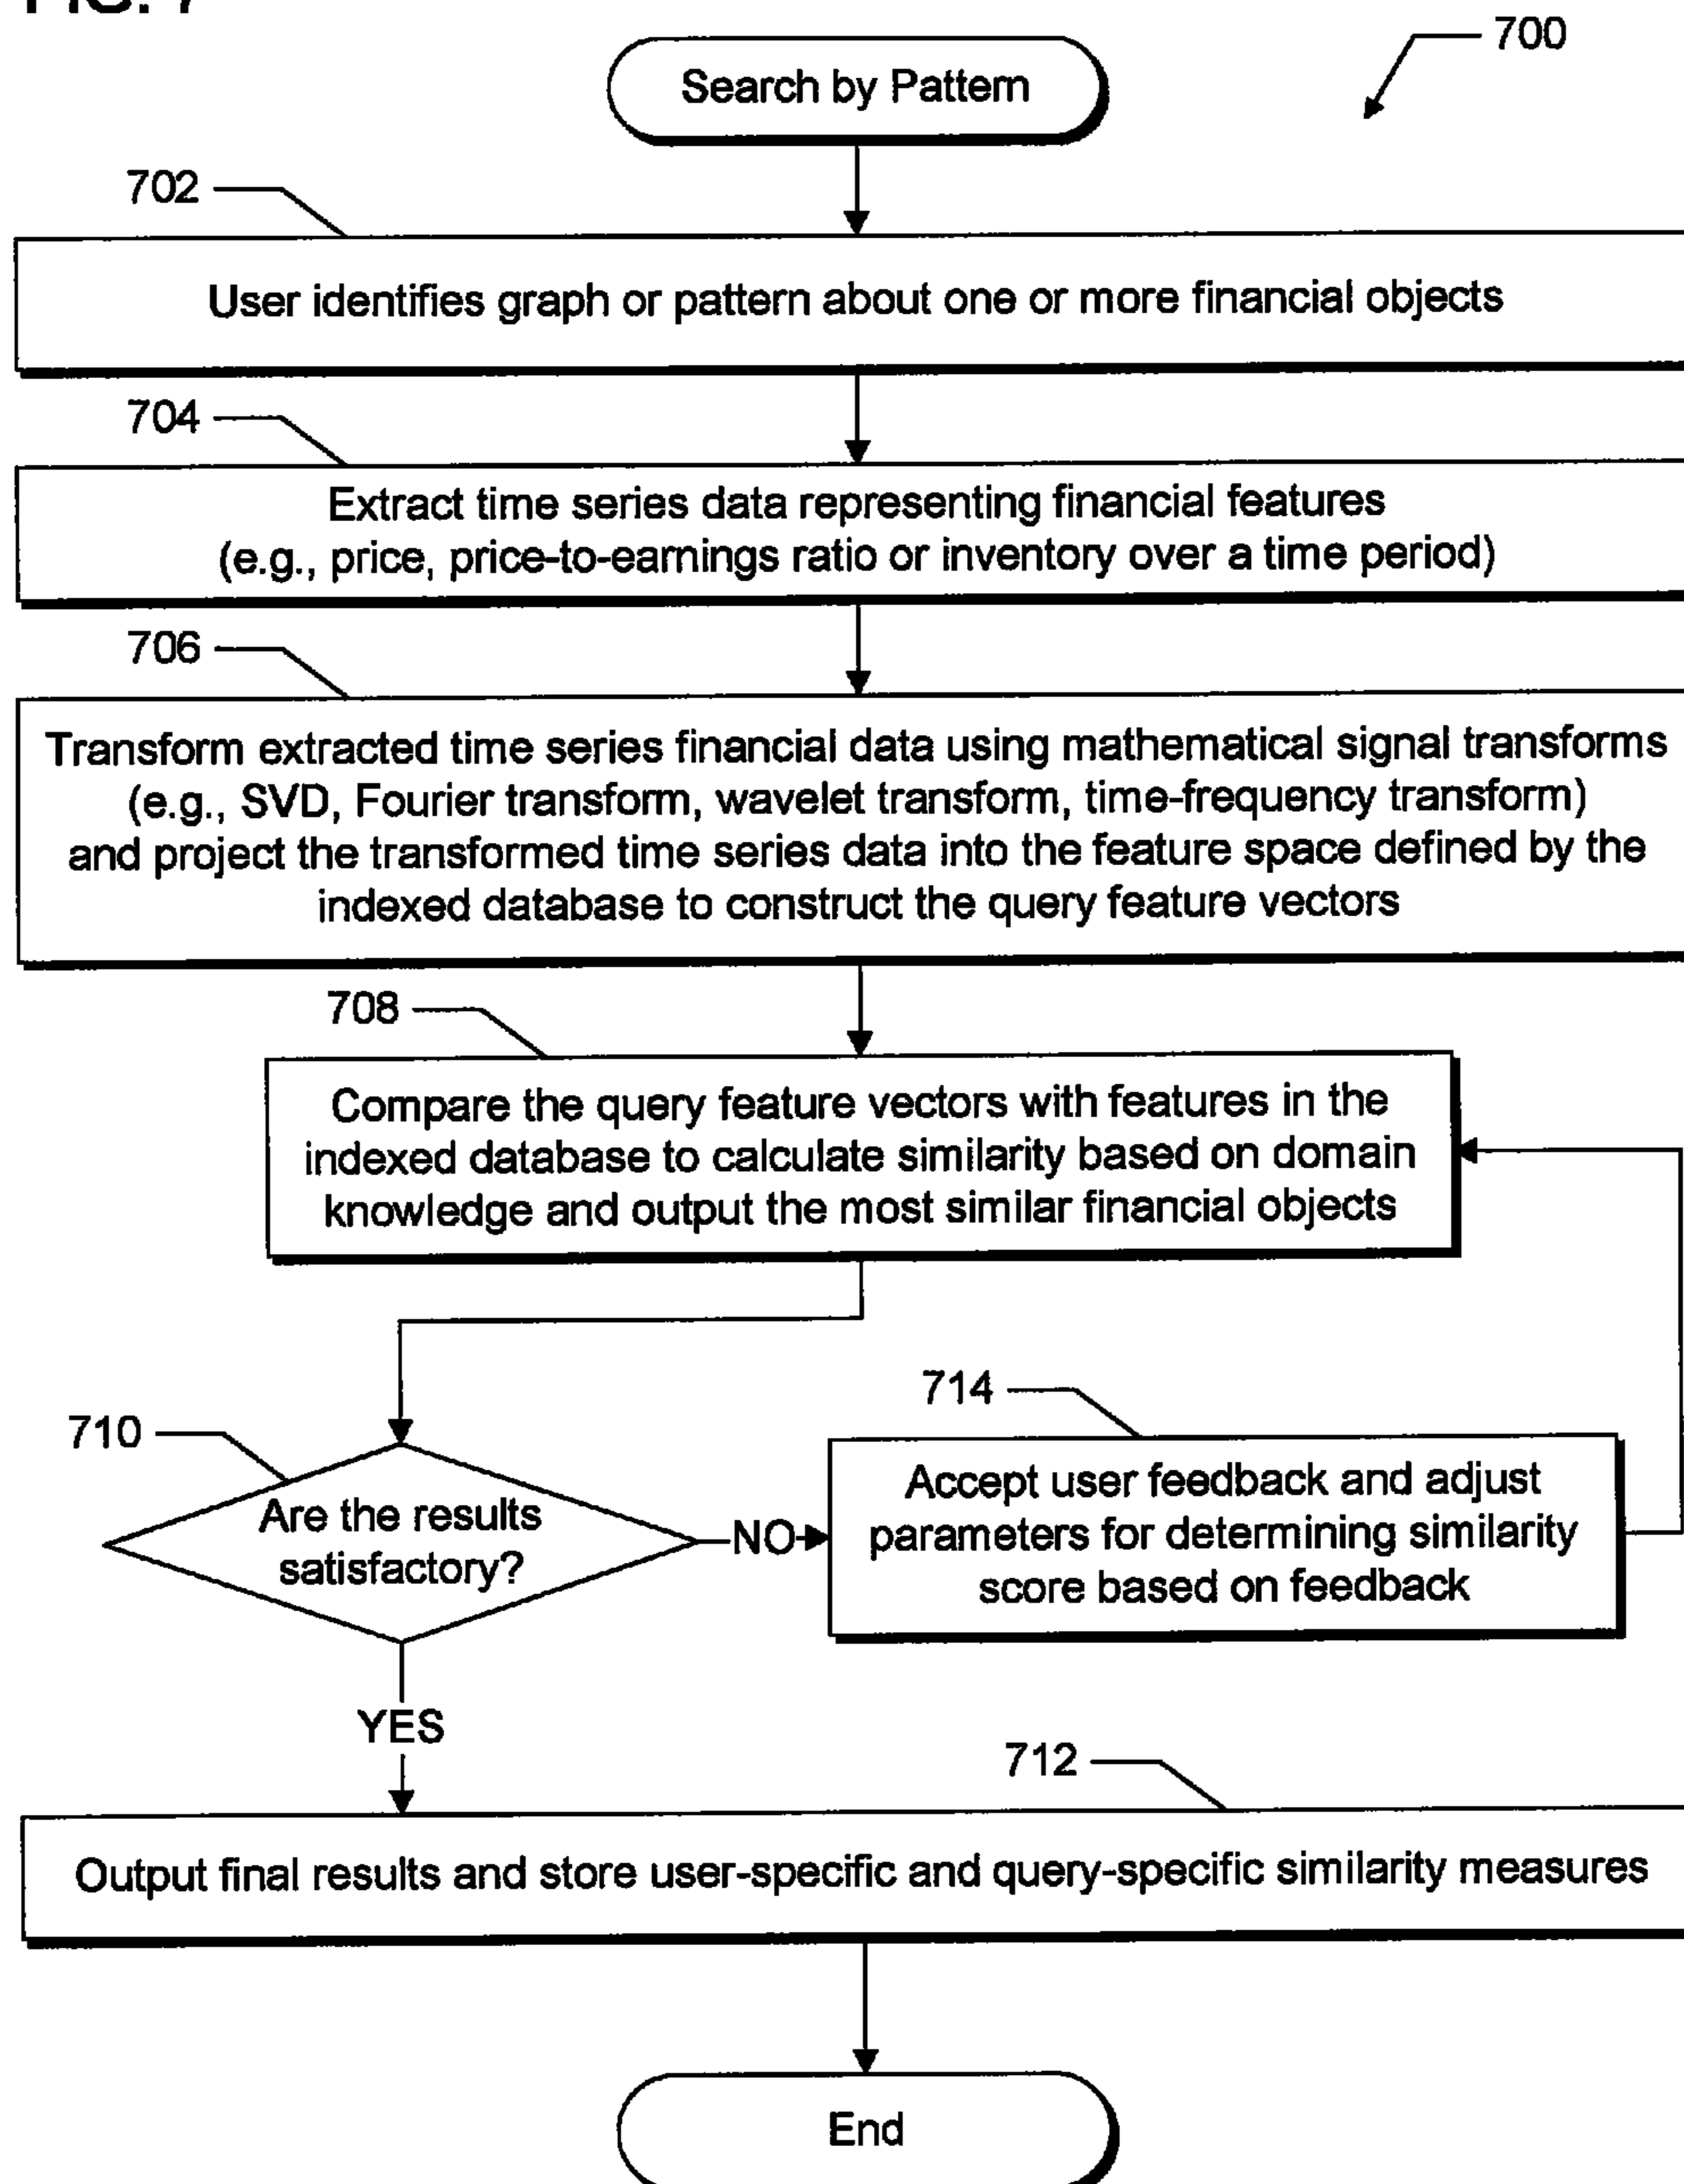 FIG. 7
700
Search by Pattern
702
User identifies graph or pattern about one or more financial objects
704
Extract time series data representing financial features
(e.g., price, price-to-earnings ratio or inventory over a time period)
706
Transform extracted time series financial data using mathematical signal transforms
(e.g., SVD, Fourier transform, wavelet transform, time-frequency transform)
and project the transformed time series data into the feature space defined by the
indexed database to construct the query feature vectors
708
Compare the query feature vectors with features in the
indexed database to calculate similarity based on domain
knowledge and output the most similar financial objects
710
Are the results
satisfactory?
NO
714
Accept user feedback and adjust
parameters for determining similarity
score based on feedback
YES
712
Output final results and store user-specific and query-specific similarity measures
End